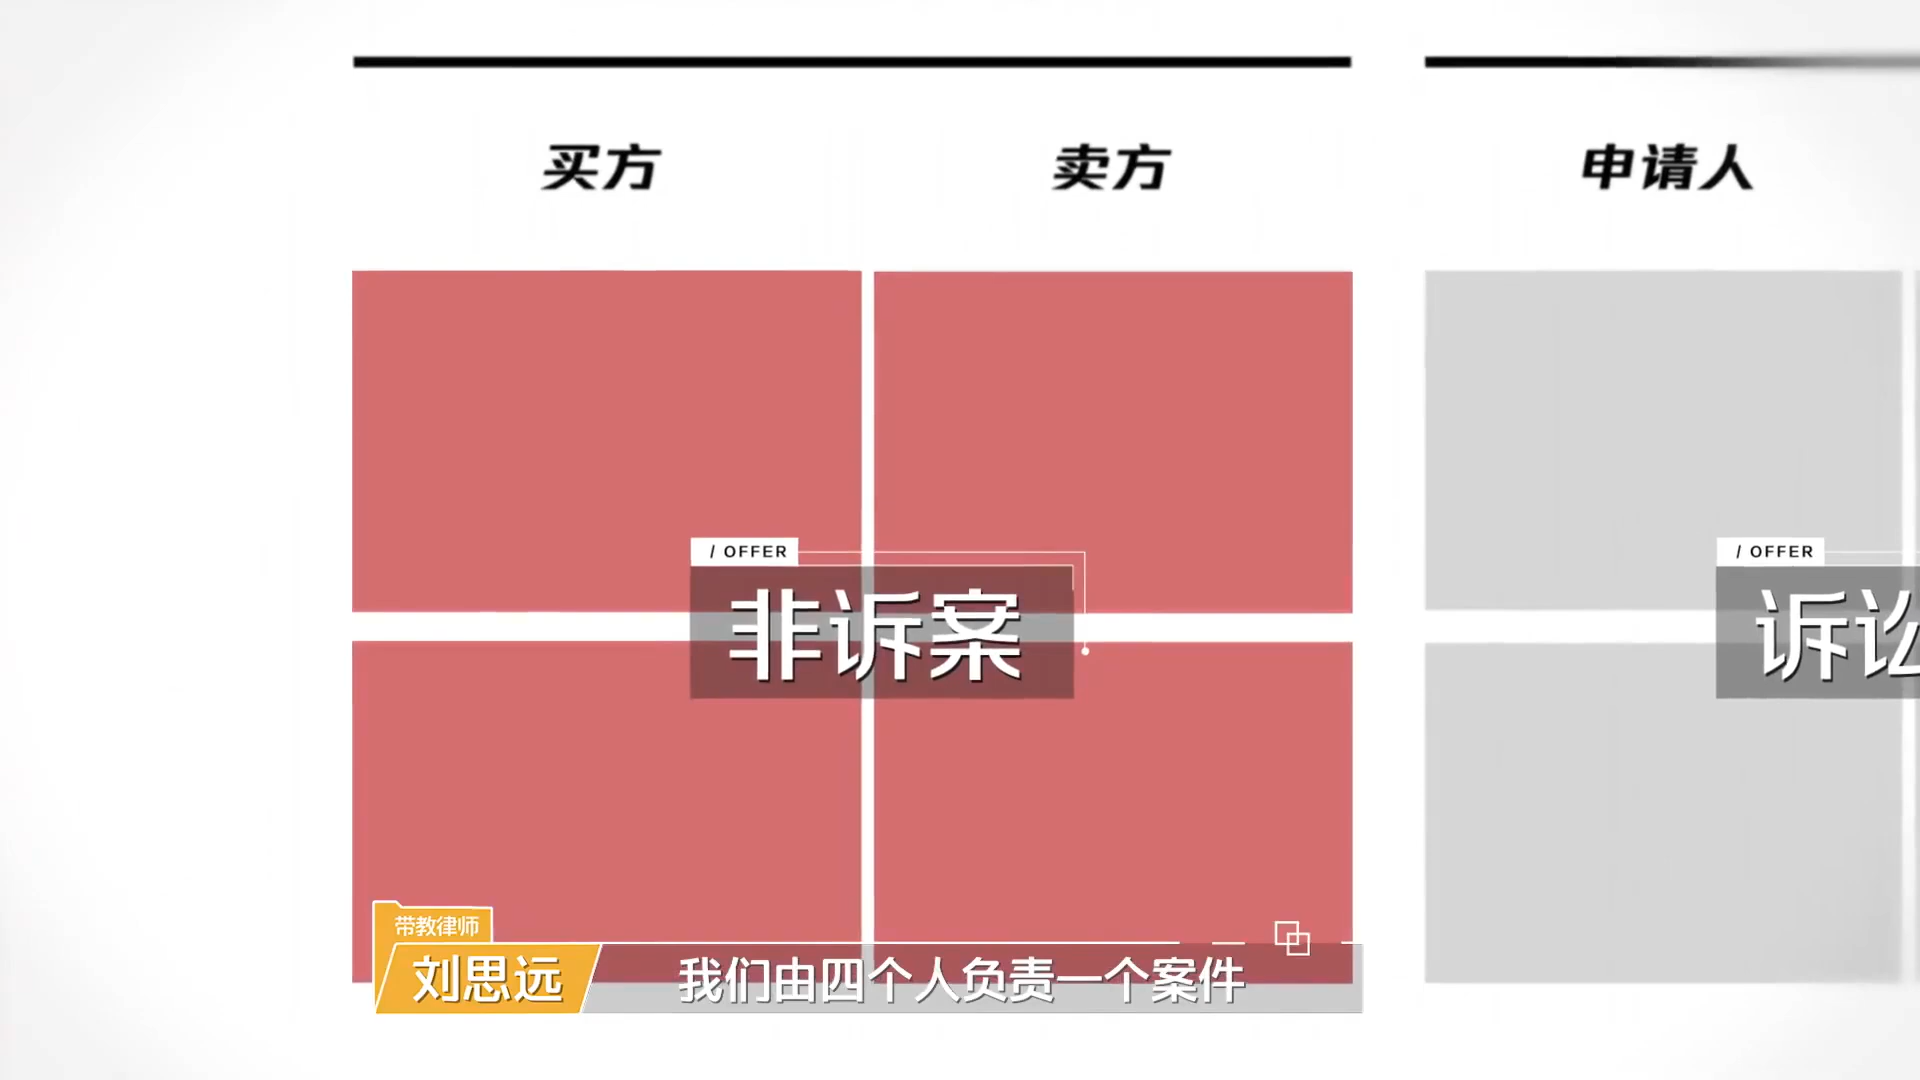 买方
卖方
申请人
/ OFFER
非诉案
/ OFFER
诉讼
带教律师
刘思远
我们由四个人负责一个案件